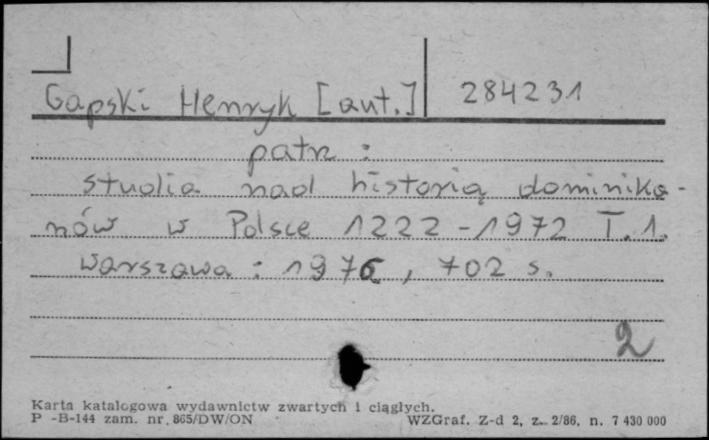 Gapski Henryk [aut.] 284231
patrz :
studia nad historią dominika-
nów w Polsce 1222-1972 T.1.
Warszawa : 1975, 702 s.
2
Karta katalogowa wydawnictw zwartych i ciągłych.
P -B-144 zam. nr. 865/DW/ON WZGraf. Z-d 2, z. 2/86, n. 7 430 000